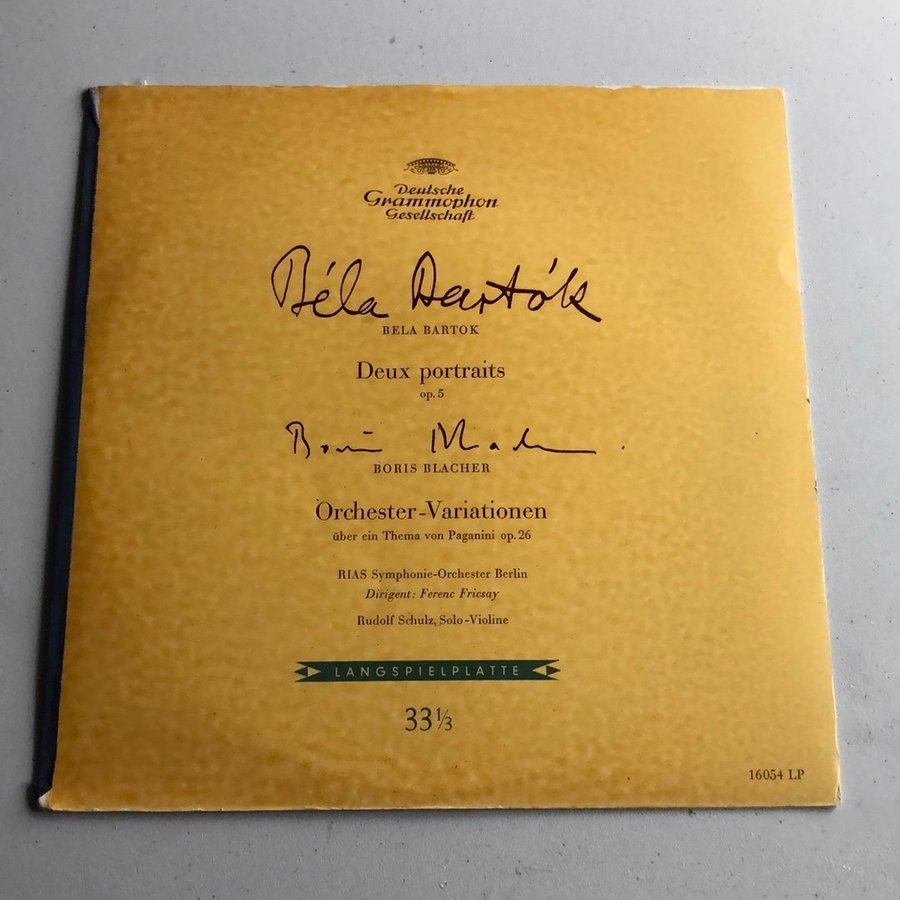 Deutsche
Grammophon
Gesellschaft
Béla Bartók
BELA BARTOK
Deux portraits
op. 5
Boris Blacher
BORIS BLACHER
Orchester-Variationen
über ein Thema von Paganini op. 26
RIAS Symphonie-Orchester Berlin
Dirigent: Ferenc Fricsay
Rudolf Schulz, Solo-Violine
LANGSPIELPLATTE
33⅓
16054 LP